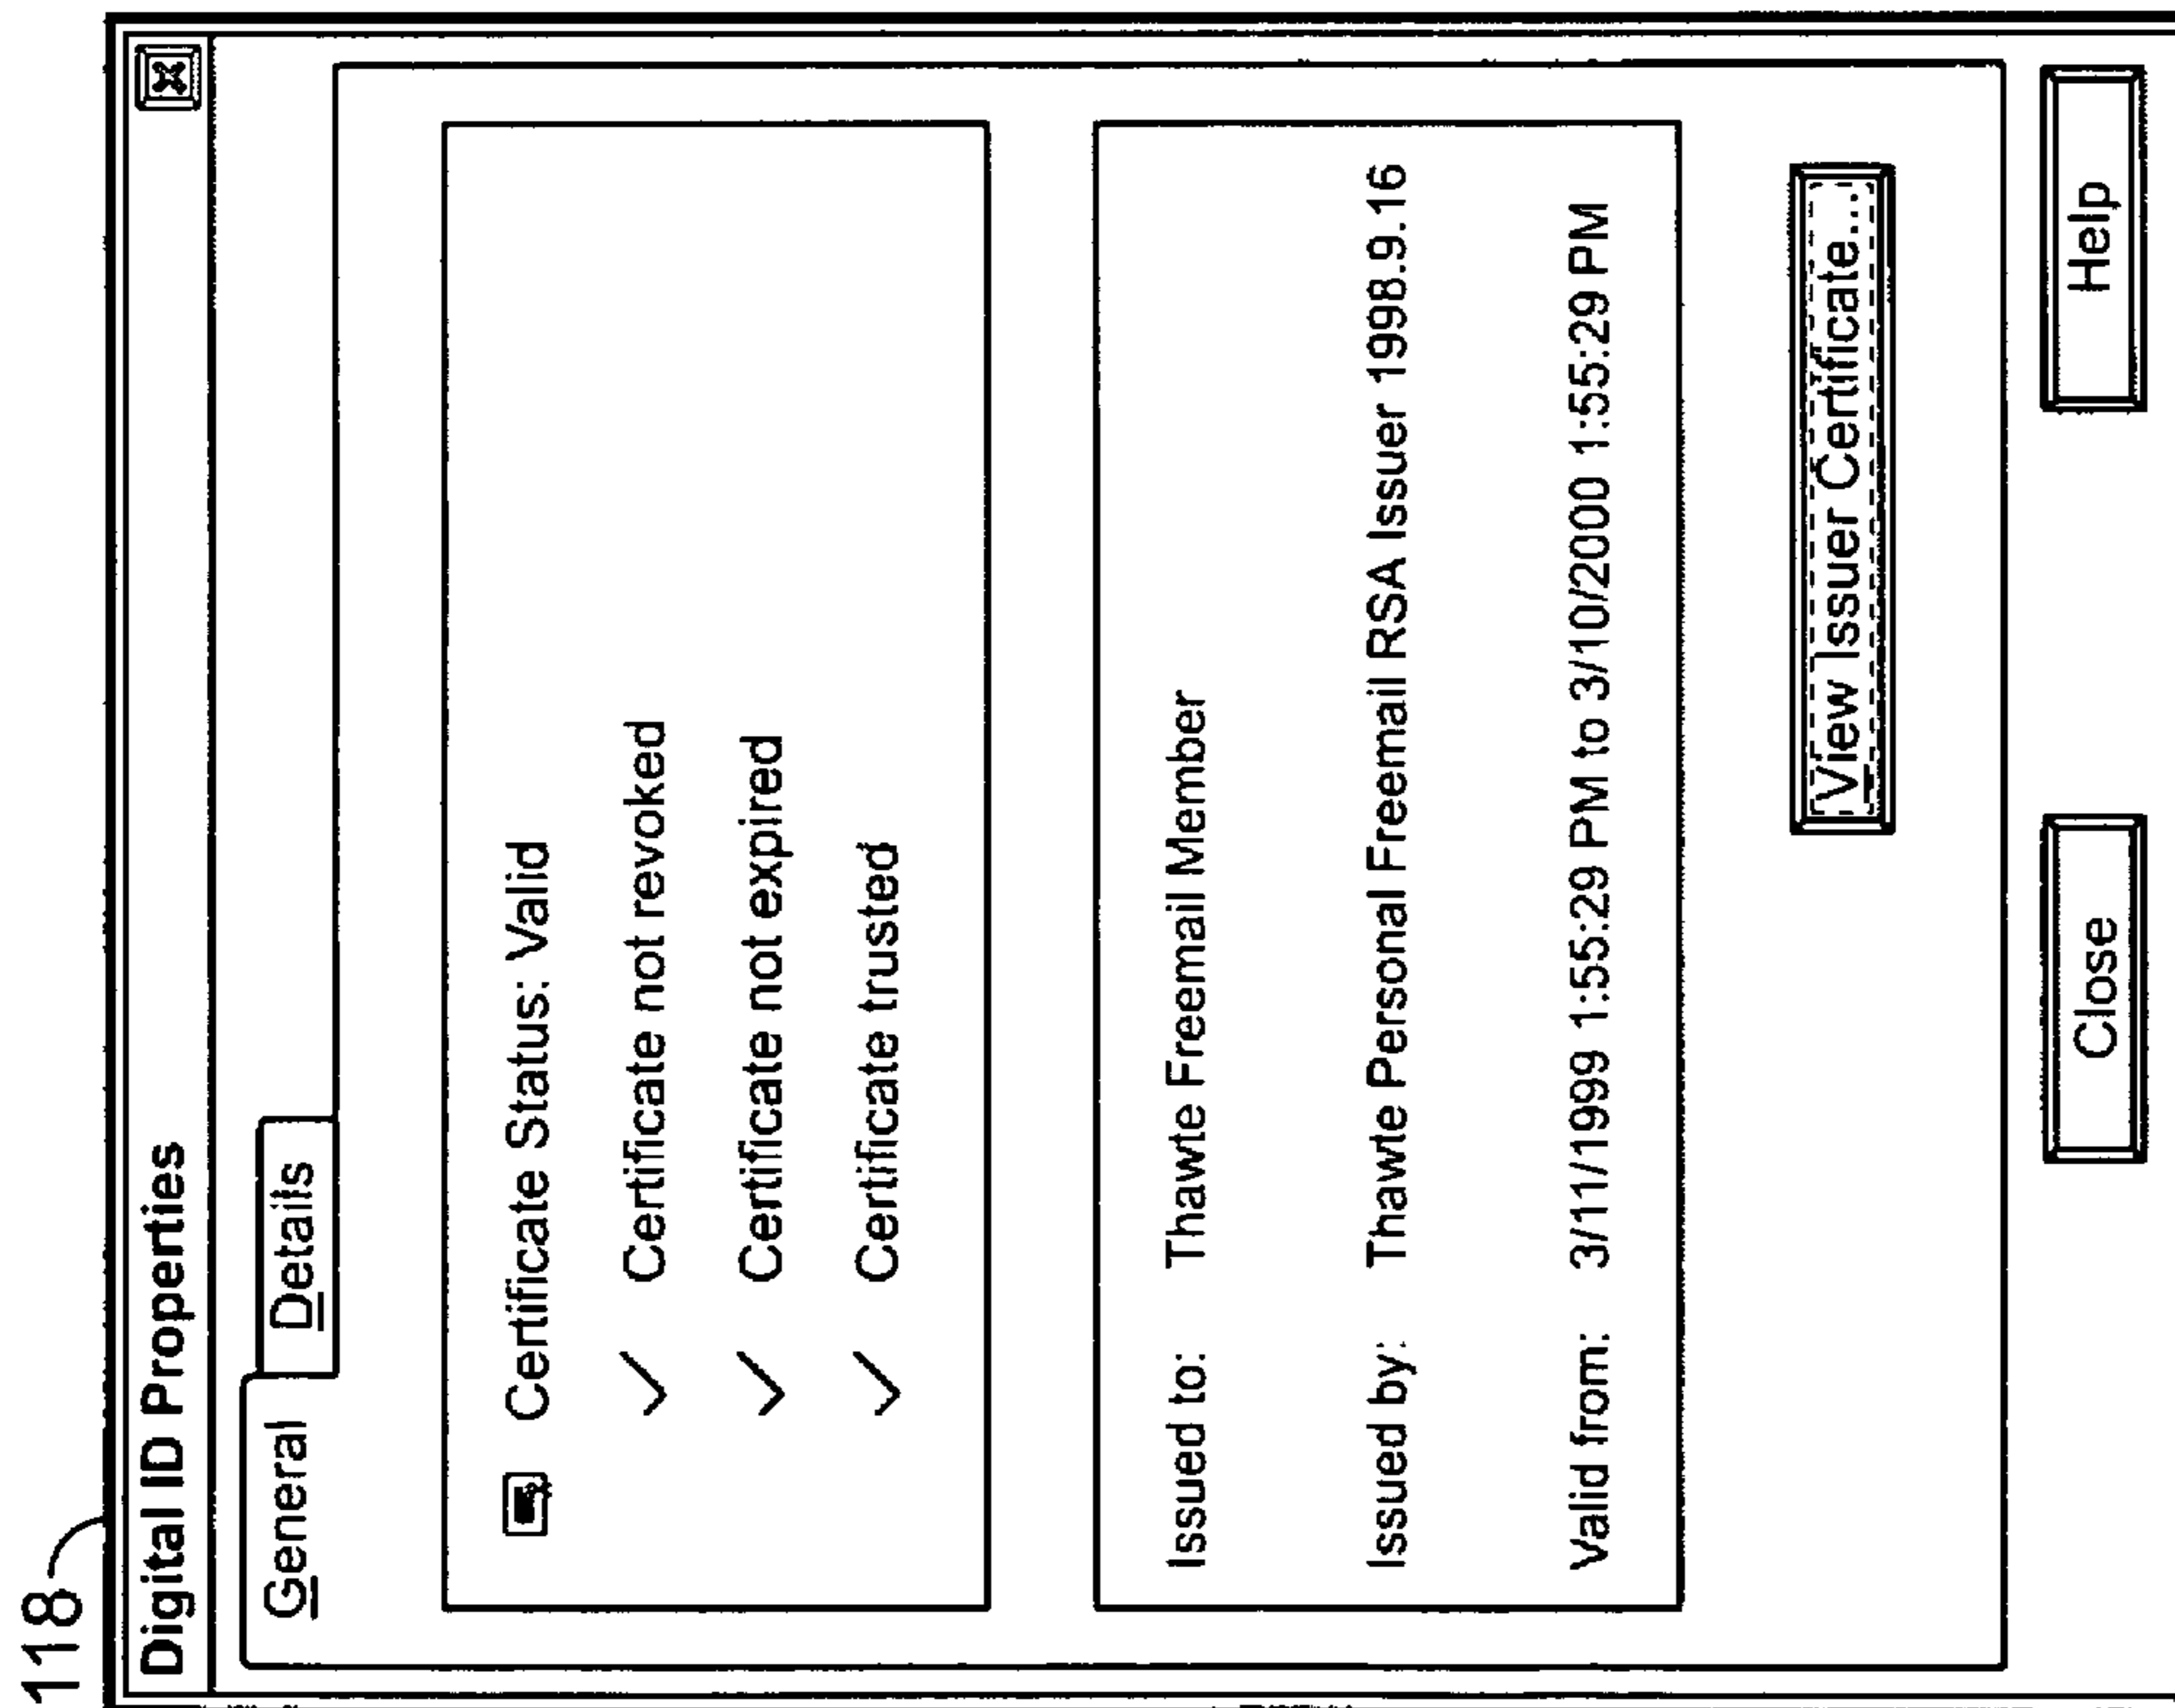 118
Digital ID Properties
General Details
Certificate Status: Valid
Certificate not revoked
Certificate not expired
Certificate trusted
Issued to: Thawte Freemail Member
Issued by: Thawte Personal Freemail RSA Issuer 1998.9.16
Valid from: 3/11/1999 1:55:29 PM to 3/10/2000 1:55:29 PM
View Issuer Certificate...
Close Help